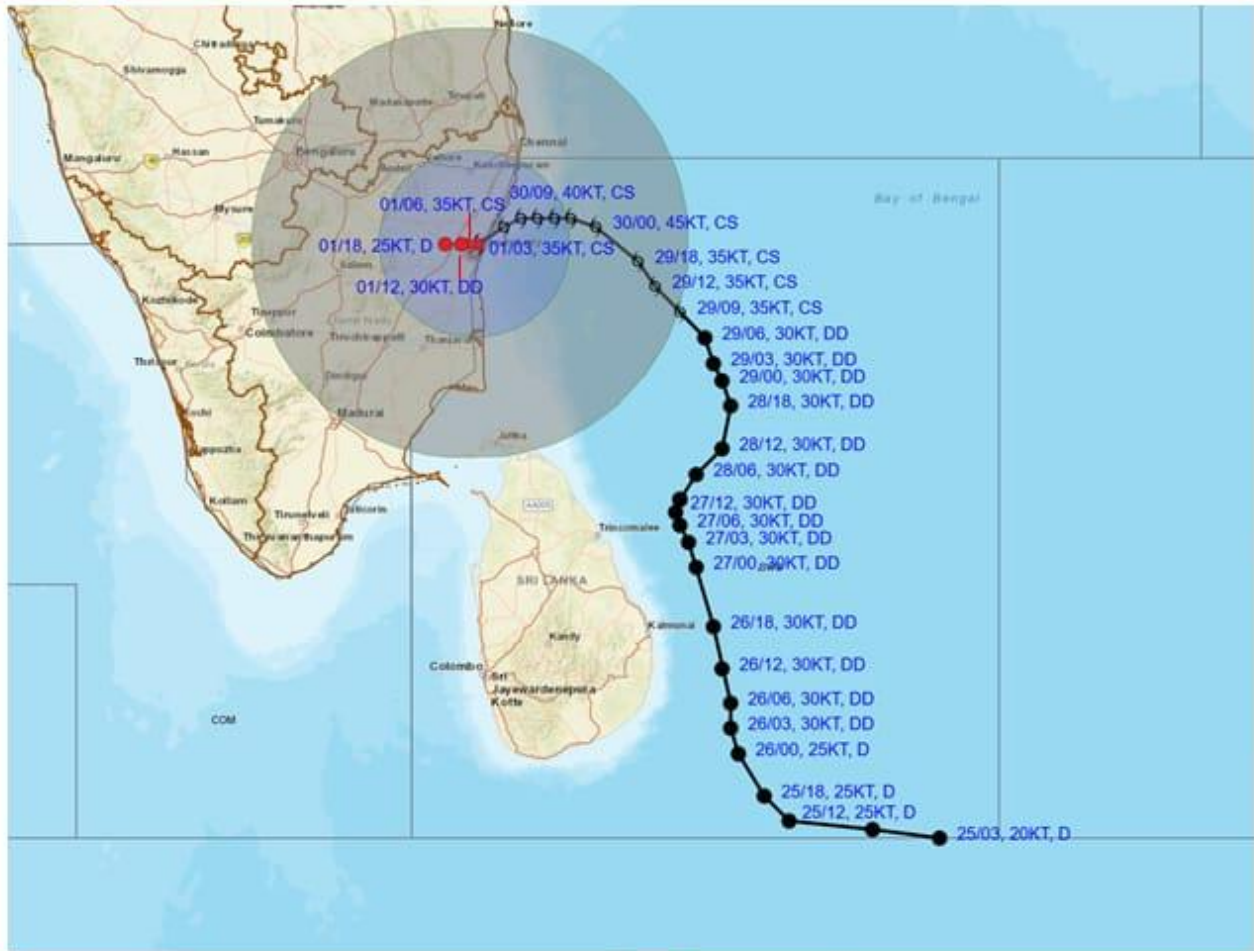 Nellore
Shivamogga
Tumakuru
Tirupati
Chennai
Mangaluru
Hassan
Bengaluru
Kancheepuram
Mysuru
Bay of Bengal
30/09, 40KT, CS
01/06, 35KT, CS
30/00, 45KT, CS
01/18, 25KT, D
01/03, 35KT, CS
29/18, 35KT, CS
01/12, 30KT, DD
29/12, 35KT, CS
Kozhikode
29/09, 35KT, CS
Tiruppur
Coimbatore
Tiruchirappalli
29/06, 30KT, DD
29/03, 30KT, DD
29/00, 30KT, DD
28/18, 30KT, DD
Kochi
Madurai
Jaffna
28/12, 30KT, DD
28/06, 30KT, DD
Kollam
27/12, 30KT, DD
Tirunelveli
Tuticorin
27/06, 30KT, DD
Thiruvananthapuram
Trincomalee
27/03, 30KT, DD
27/00, 30KT, DD
SRI LANKA
Kalmunai
26/18, 30KT, DD
Kandy
Colombo
26/12, 30KT, DD
Sri
Jayewardenepura
Kotte
26/06, 30KT, DD
COM
26/03, 30KT, DD
26/00, 25KT, D
25/18, 25KT, D
25/12, 25KT, D
25/03, 20KT, D